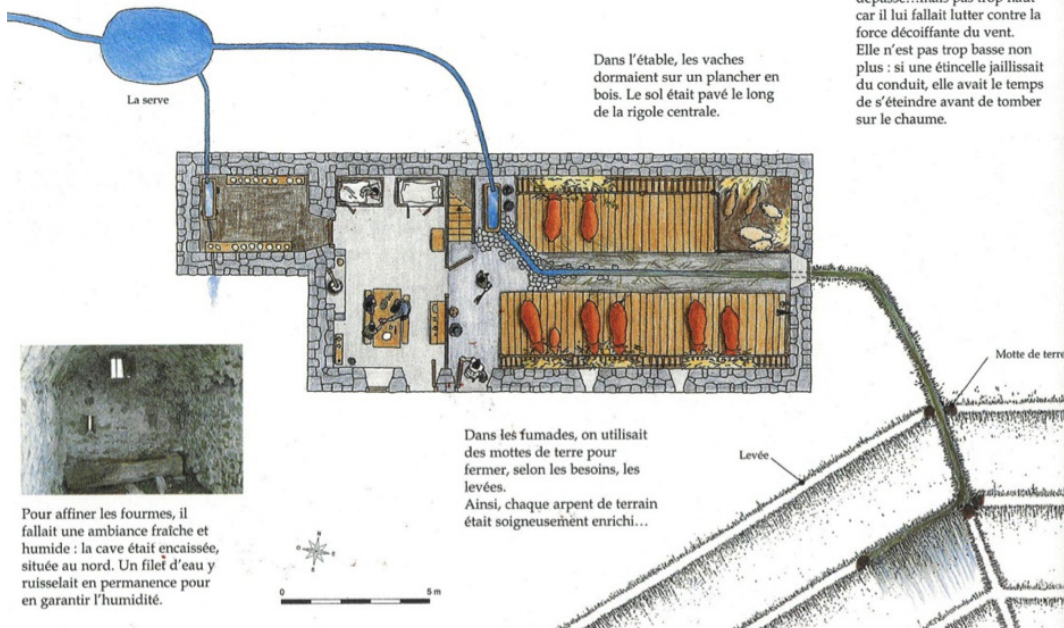 car il lui fallait lutter contre la
force décoiffante du vent.
Elle n'est pas trop basse non
plus : si une étincelle jaillissait
du conduit, elle avait le temps
de s'éteindre avant de tomber
sur le chaume.
La serve
Dans l'étable, les vaches
dormaient sur un plancher en
bois. Le sol était pavé le long
de la rigole centrale.
Motte de terre
Levée
Dans les fumades, on utilisait
des mottes de terre pour
fermer, selon les besoins, les
levées.
Ainsi, chaque arpent de terrain
était soigneusement enrichi...
Pour affiner les fourmes, il
fallait une ambiance fraîche et
humide : la cave était encaissée,
située au nord. Un filet d'eau y
ruisselait en permanence pour
en garantir l'humidité.
0
5 m